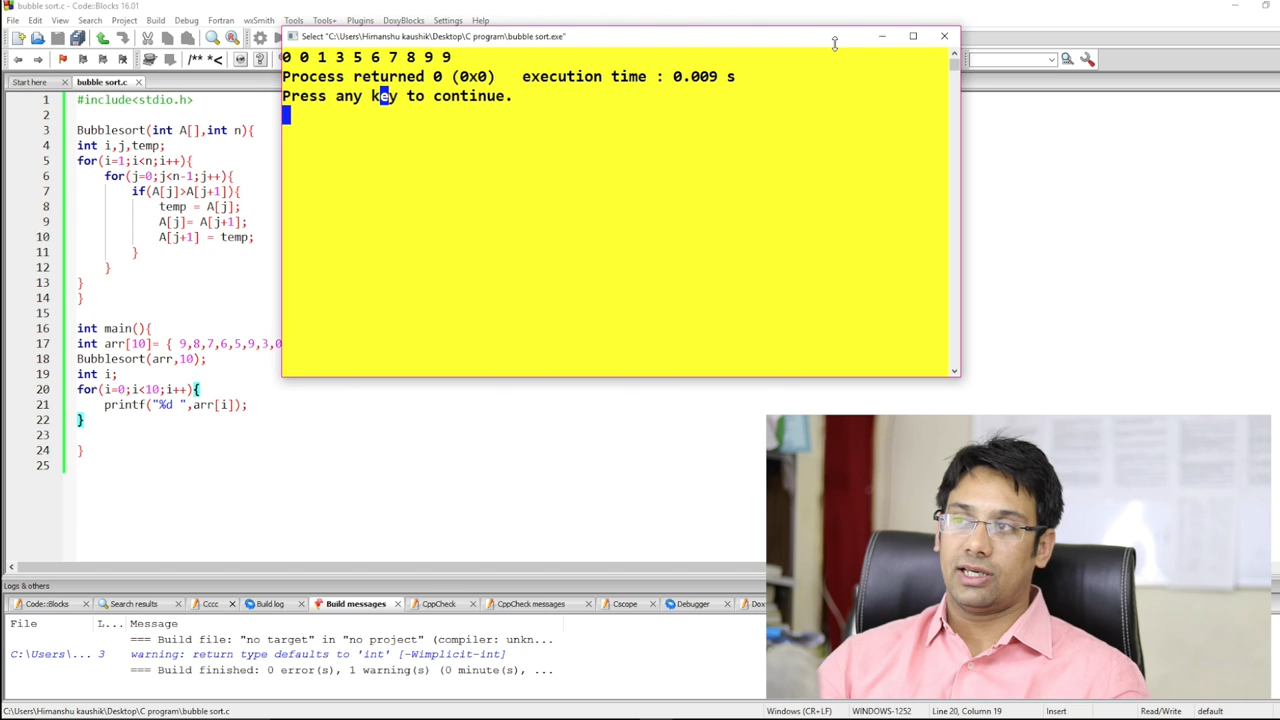 bubble sort.c - Code::Blocks 16.01
File Edit View Search Project Build Debug Fortran wxSmith Tools Tools+ Plugins DoxyBlocks Settings Help
Select "C:\Users\Himanshu kaushik\Desktop\C program\bubble sort.exe"
0 0 1 3 5 6 7 8 9 9
Process returned 0 (0x0)   execution time : 0.009 s
Press any key to continue.
Start here bubble sort.c
1 #include<stdio.h>
2
3 Bubblesort(int A[],int n){
4 int i,j,temp;
5 for(i=1;i<n;i++){
6 for(j=0;j<n-1;j++){
7 if(A[j]>A[j+1]){
8 temp = A[j];
9 A[j]= A[j+1];
10 A[j+1] = temp;
11 }
12 }
13 }
14 }
15
16 int main(){
17 int arr[10]= { 9,8,7,6,5,9,3,0
18 Bubblesort(arr,10);
19 int i;
20 for(i=0;i<10;i++){
21 printf("%d ",arr[i]);
22 }
23
24 }
25
Logs & others
Code::Blocks Search results Cccc Build log Build messages CppCheck CppCheck messages Cscope Debugger Dox
File L... Message
=== Build file: "no target" in "no project" (compiler: unkn...
C:\Users\... 3 warning: return type defaults to 'int' [-Wimplicit-int]
=== Build finished: 0 error(s), 1 warning(s) (0 minute(s), ...
C:\Users\Himanshu kaushik\Desktop\C program\bubble sort.c Windows (CR+LF) WINDOWS-1252 Line 20, Column 19 Insert Read/Write default